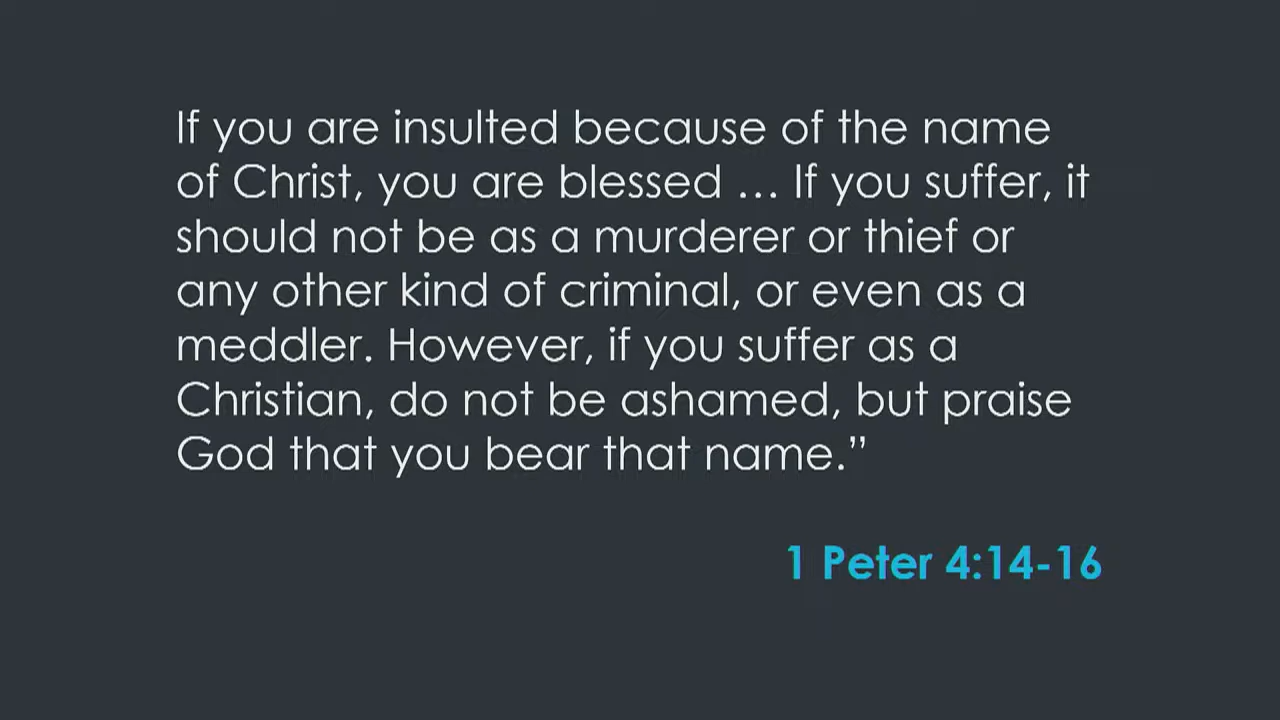 If you are insulted because of the name
of Christ, you are blessed … If you suffer, it
should not be as a murderer or thief or
any other kind of criminal, or even as a
meddler. However, if you suffer as a
Christian, do not be ashamed, but praise
God that you bear that name.”
1 Peter 4:14-16